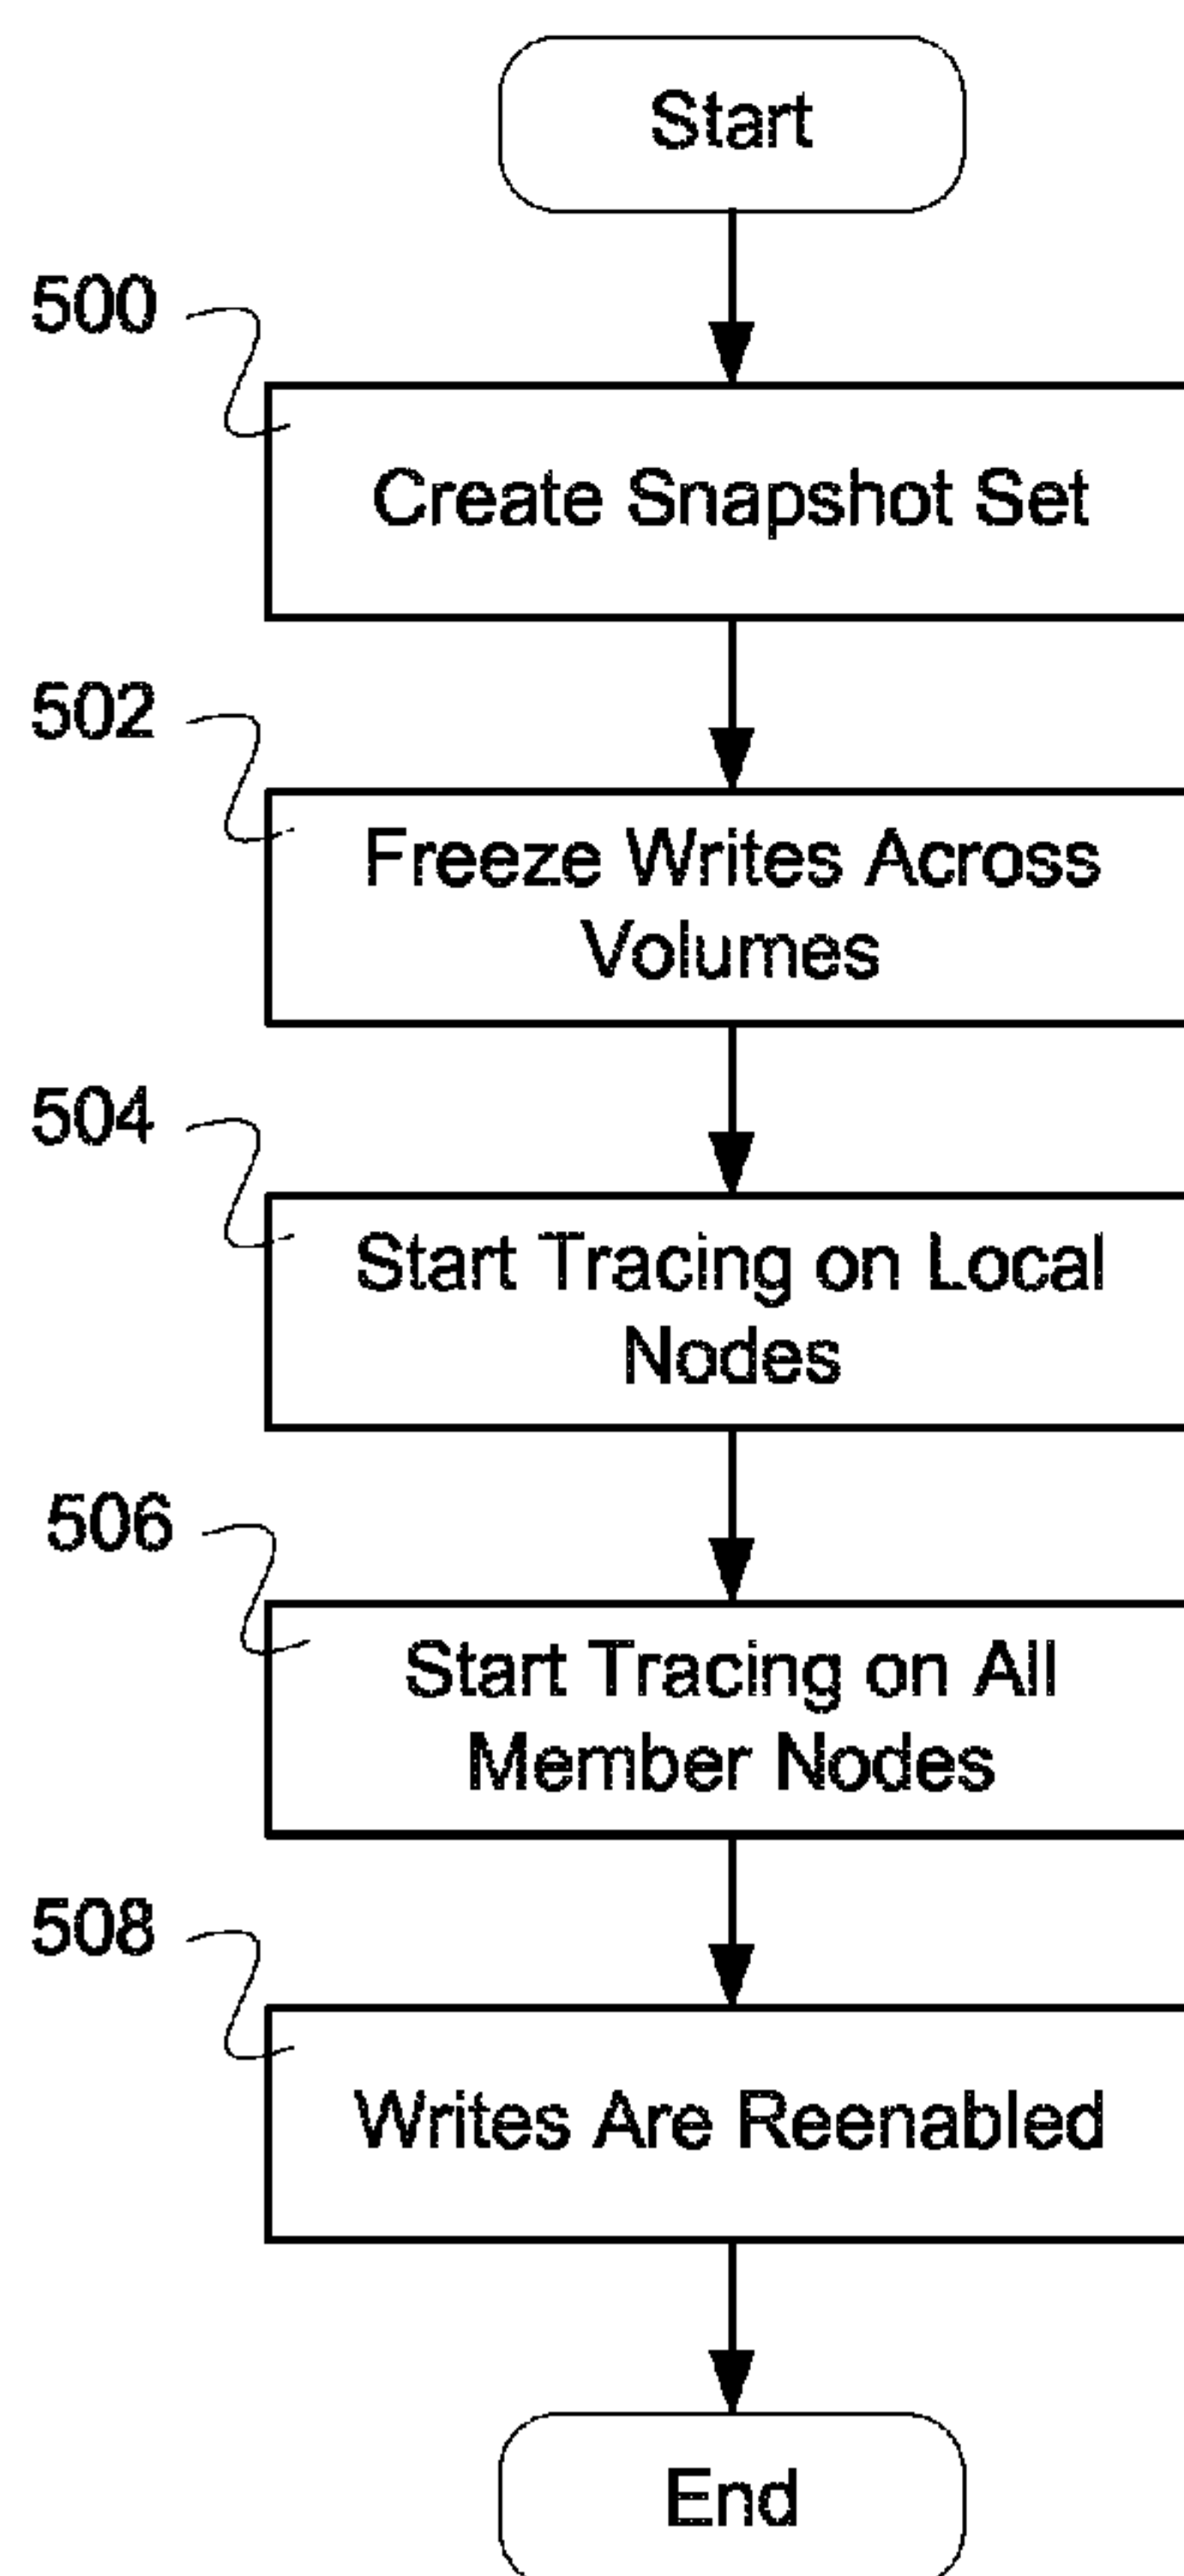 Start
500
Create Snapshot Set
502
Freeze Writes Across
Volumes
504
Start Tracing on Local
Nodes
506
Start Tracing on All
Member Nodes
508
Writes Are Reenabled
End